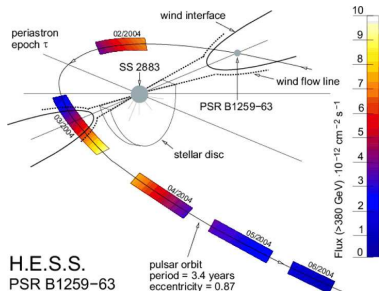 wind interface
periastron
epoch τ
02/2004
SS 2883
wind flow line
PSR B1259−63
03/2004
stellar disc
04/2004
05/2004
06/2004
pulsar orbit
period = 3.4 years
eccentricity = 0.87
H.E.S.S.
PSR B1259−63
10
9
8
7
6
5
4
3
2
1
0
Flux (>380 GeV) ·10⁻¹² cm⁻² s⁻¹